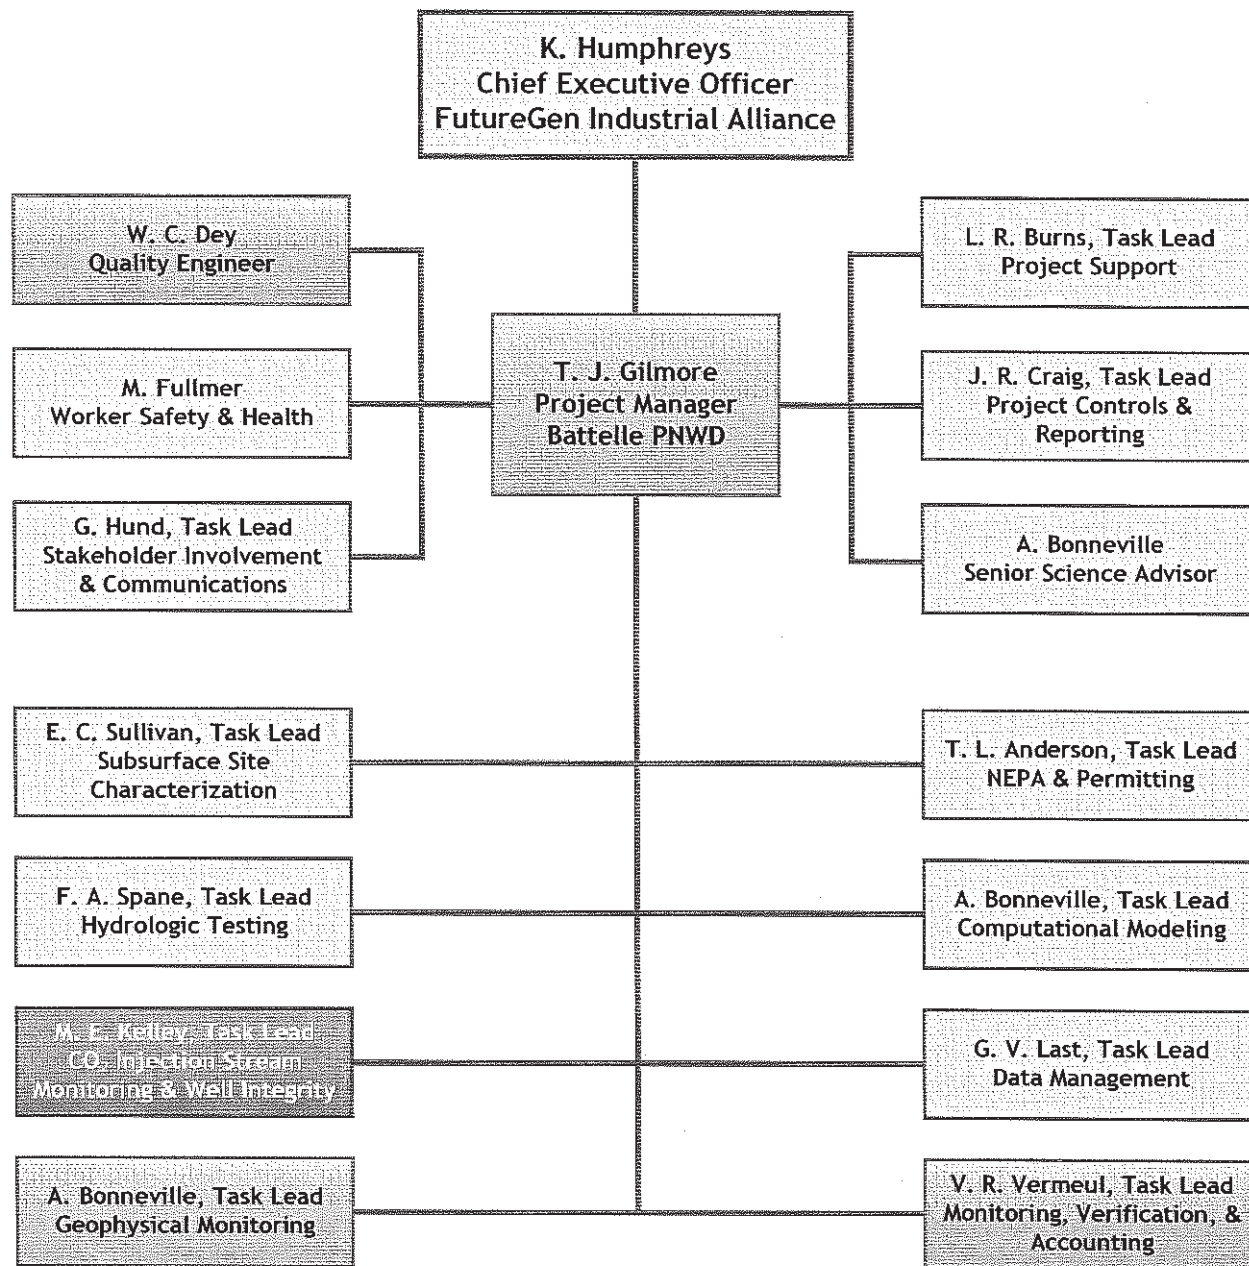 K. Humphreys
Chief Executive Officer
FutureGen Industrial Alliance
W. C. Dey
Quality Engineer
L. R. Burns, Task Lead
Project Support
M. Fullmer
Worker Safety & Health
T. J. Gilmore
Project Manager
Battelle PNWD
J. R. Craig, Task Lead
Project Controls &
Reporting
G. Hund, Task Lead
Stakeholder Involvement
& Communications
A. Bonneville
Senior Science Advisor
E. C. Sullivan, Task Lead
Subsurface Site
Characterization
T. L. Anderson, Task Lead
NEPA & Permitting
F. A. Spane, Task Lead
Hydrologic Testing
A. Bonneville, Task Lead
Computational Modeling
M. E. Kelley, Task Lead
CO₂ Injection Stream
Monitoring & Well Integrity
G. V. Last, Task Lead
Data Management
A. Bonneville, Task Lead
Geophysical Monitoring
V. R. Vermeul, Task Lead
Monitoring, Verification, &
Accounting